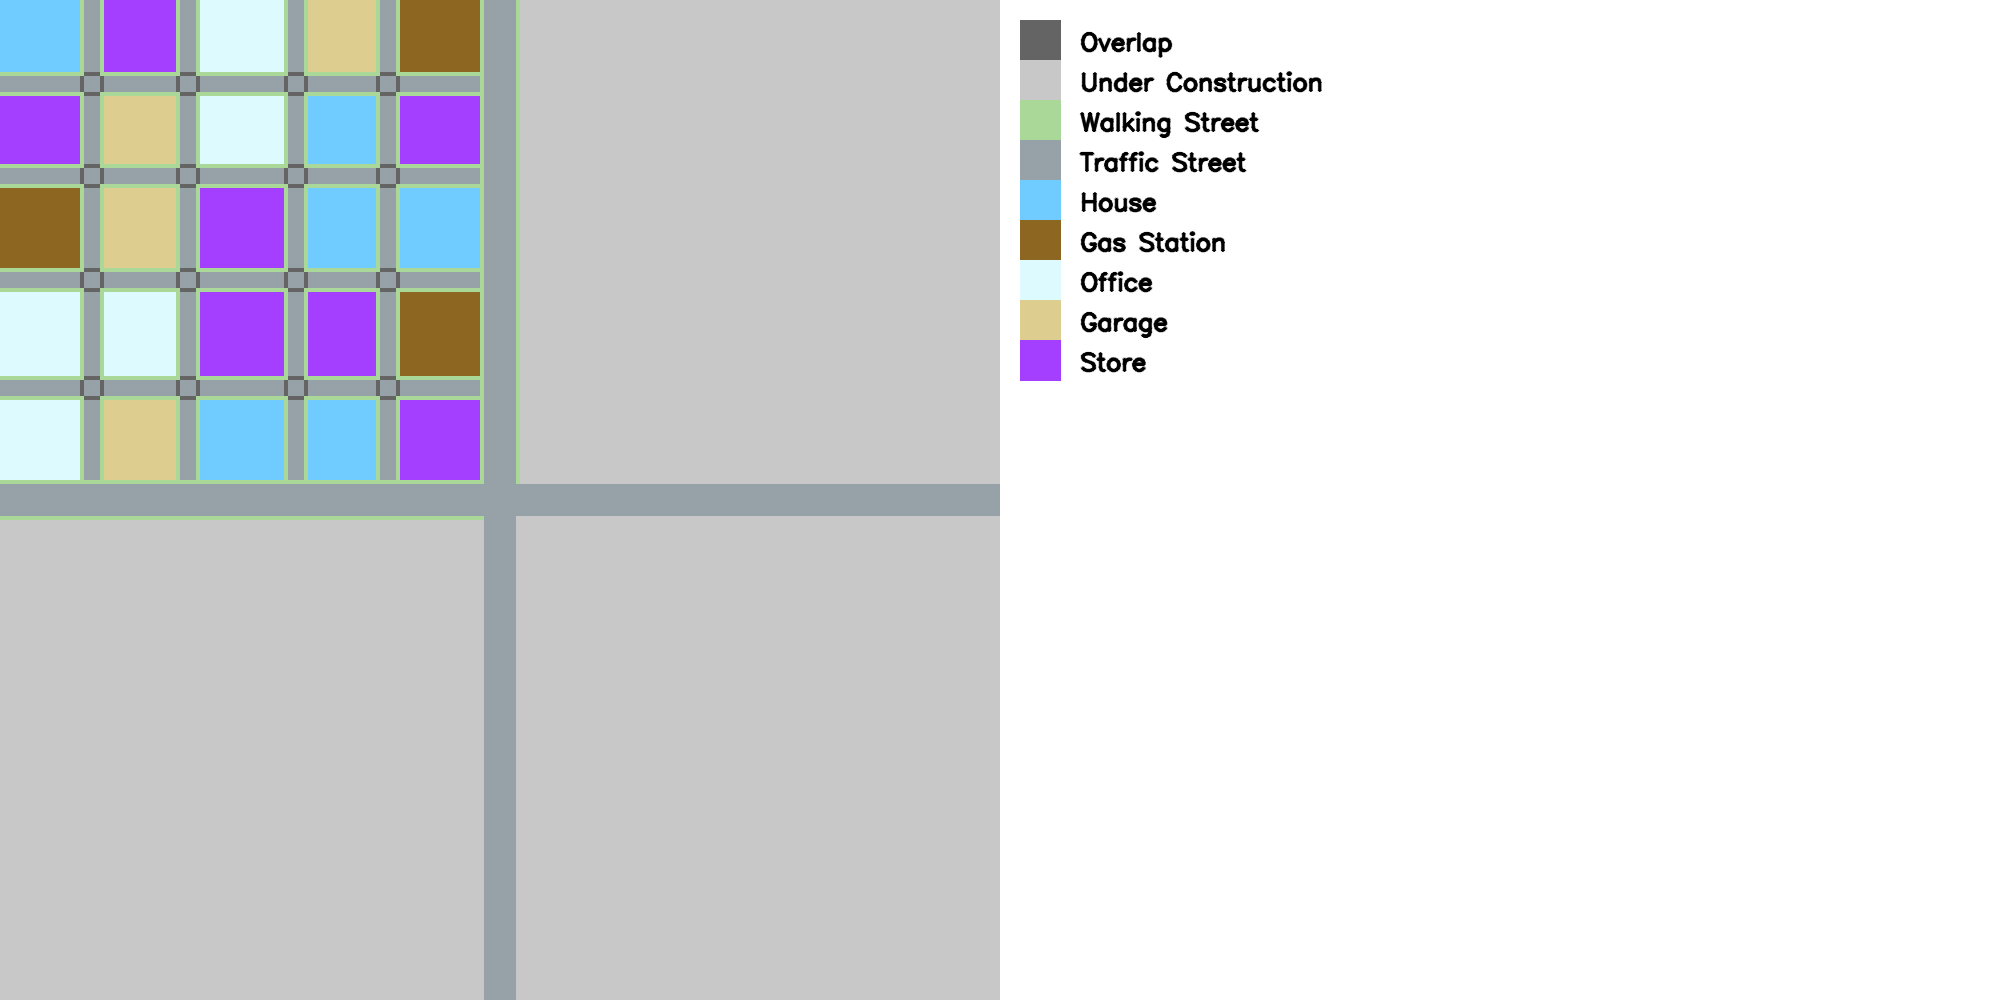 Overlap
Under Construction
Walking Street
Traffic Street
House
Gas Station
Office
Garage
Store